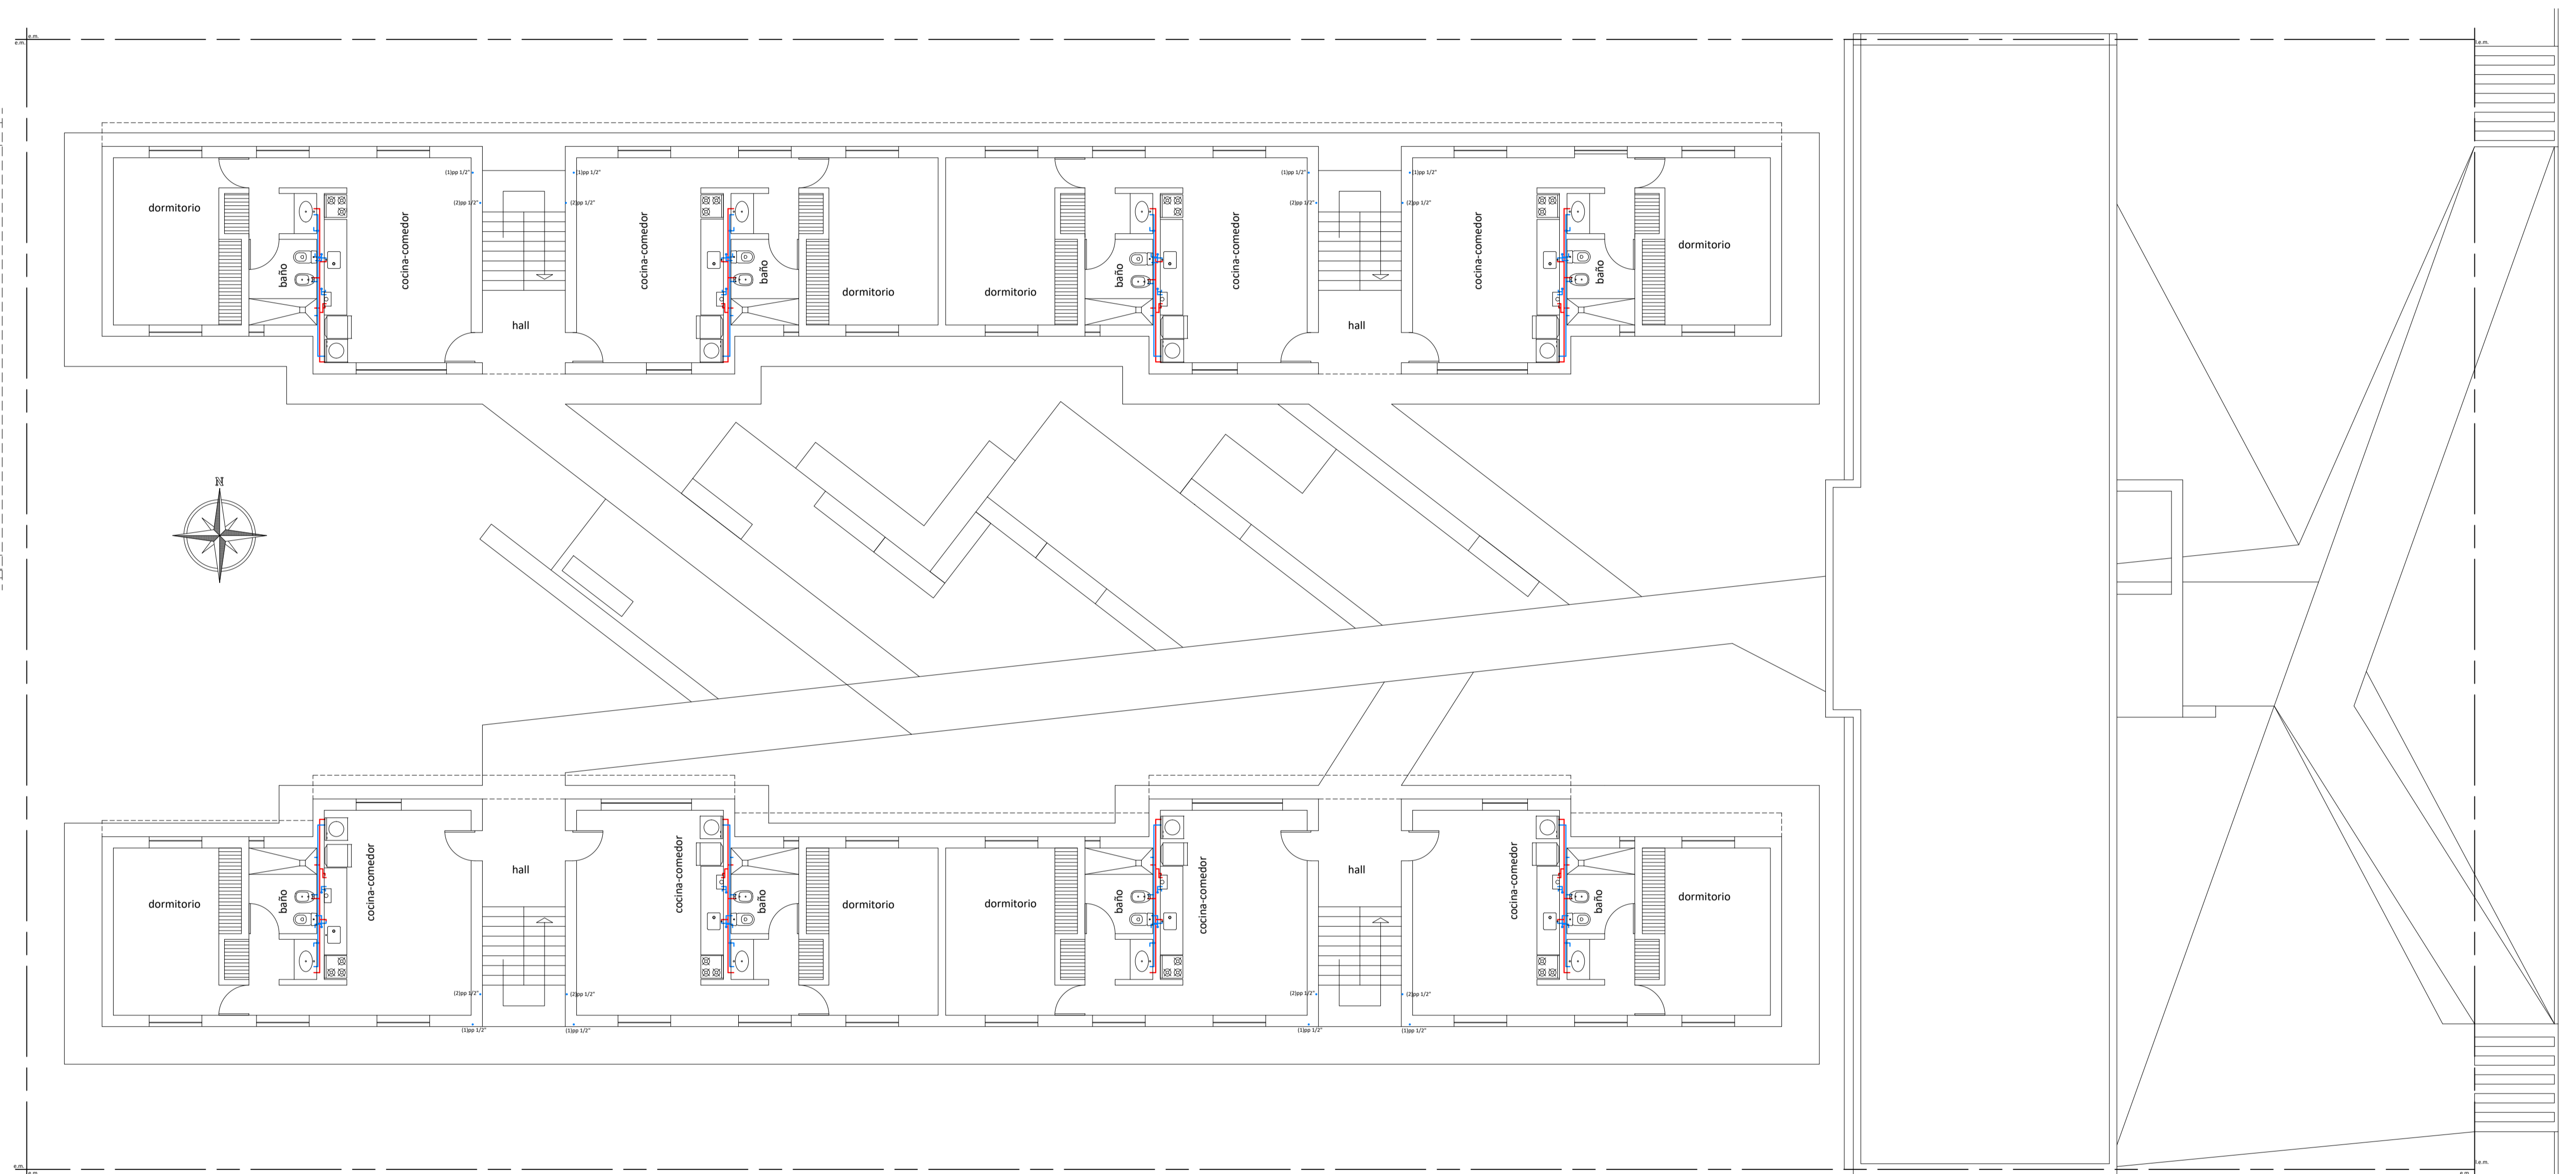 e.m.
e.m.
i.e.m.
(1)pp 1/2"
(1)pp 1/2"
(1)pp 1/2"
(1)pp 1/2"
(2)pp 1/2"
(2)pp 1/2"
(2)pp 1/2"
(2)pp 1/2"
dormitorio
baño
cocina-comedor
hall
cocina-comedor
baño
dormitorio
dormitorio
baño
cocina-comedor
hall
cocina-comedor
baño
dormitorio
N
dormitorio
baño
cocina-comedor
hall
cocina-comedor
baño
dormitorio
dormitorio
baño
cocina-comedor
hall
cocina-comedor
baño
dormitorio
(2)pp 1/2"
(2)pp 1/2"
(2)pp 1/2"
(2)pp 1/2"
(1)pp 1/2"
(1)pp 1/2"
(1)pp 1/2"
(1)pp 1/2"
e.m.
e.m.
i.e.m.
e.m.